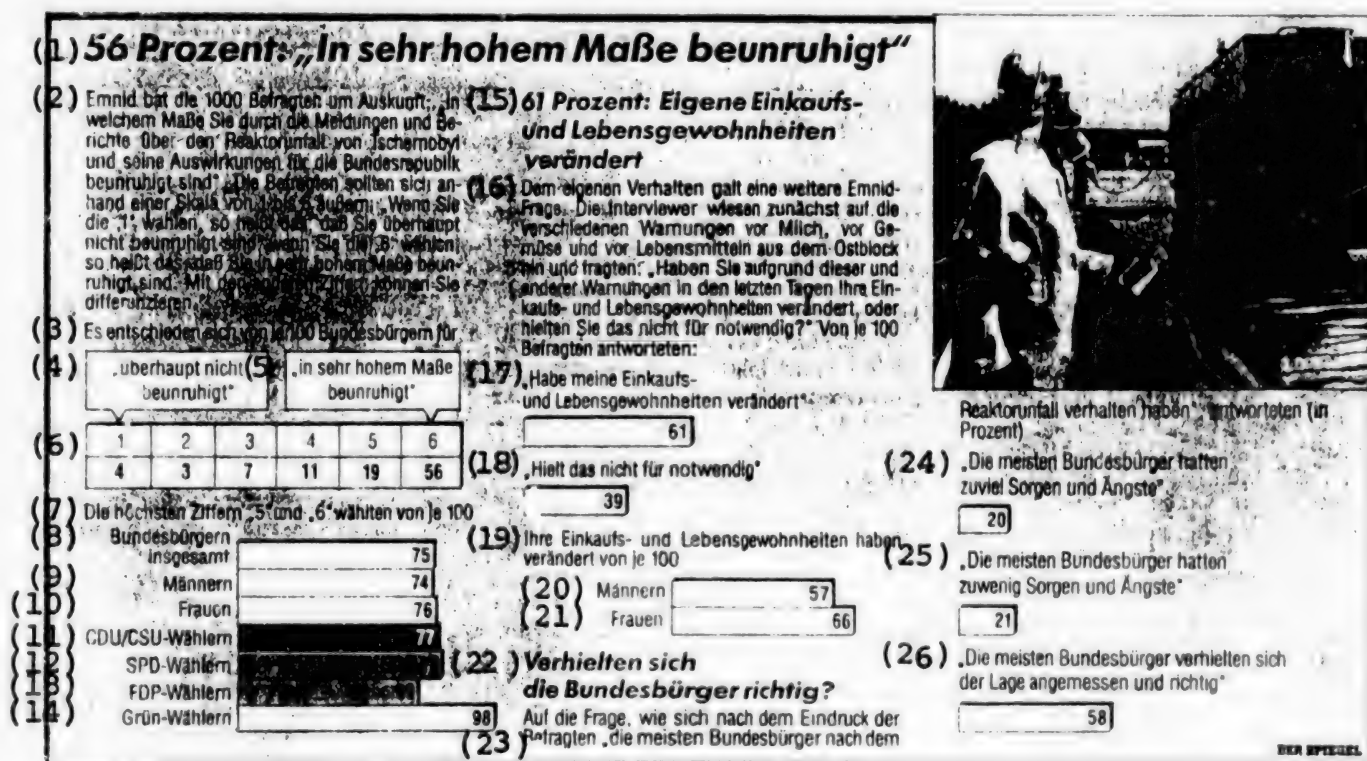 (1) 56 Prozent: „In sehr hohem Maße beunruhigt“
(2) Emnid bat die 1000 Befragten um Auskunft, „in
welchem Maße Sie durch die Meldungen und Be-
richte über den Reaktorunfall von Tschernobyl
und seine Auswirkungen für die Bundesrepublik
beunruhigt sind“. Die Befragten sollten sich an-
hand einer Skala von 1 bis 6 äußern: „Wenn Sie
die ‚1‘ wählen, so heißt das, daß Sie überhaupt
nicht beunruhigt sind, wenn Sie die ‚6‘ wählen,
so heißt das, daß Sie in sehr hohem Maße beun-
ruhigt sind. Mit den anderen Ziffern können Sie
differenzieren.“
(3) Es entschieden sich von je 100 Bundesbürgern für
(4) „überhaupt nicht
beunruhigt“
(5) „in sehr hohem Maße
beunruhigt“
(6) 1 2 3 4 5 6
4 3 7 11 19 56
(7) Die höchsten Ziffern „5“ und „6“ wählten von je 100
(8) Bundesbürgern
insgesamt 75
(9) Männern 74
(10) Frauen 76
(11) CDU/CSU-Wählern 77
(12) SPD-Wählern
(13) FDP-Wählern
(14) Grün-Wählern 98
(15) 61 Prozent: Eigene Einkaufs-
und Lebensgewohnheiten
verändert
(16) Dem eigenen Verhalten galt eine weitere Emnid-
Frage. Die Interviewer wiesen zunächst auf die
verschiedenen Warnungen vor Milch, vor Ge-
müse und vor Lebensmitteln aus dem Ostblock
hin und fragten: „Haben Sie aufgrund dieser und
anderer Warnungen in den letzten Tagen Ihre Ein-
kaufs- und Lebensgewohnheiten verändert, oder
hielten Sie das nicht für notwendig?“ Von je 100
Befragten antworteten:
(17) „Habe meine Einkaufs-
und Lebensgewohnheiten verändert“
61
(18) „Hielt das nicht für notwendig“
39
(19) Ihre Einkaufs- und Lebensgewohnheiten haben
verändert von je 100
(20) Männern 57
(21) Frauen 66
(22) Verhielten sich
die Bundesbürger richtig?
Auf die Frage, wie sich nach dem Eindruck der
(23) Befragten „die meisten Bundesbürger nach dem
Reaktorunfall verhalten haben“, antworteten (in
Prozent)
(24) „Die meisten Bundesbürger hatten
zuviel Sorgen und Ängste“
20
(25) „Die meisten Bundesbürger hatten
zuwenig Sorgen und Ängste“
21
(26) „Die meisten Bundesbürger verhielten sich
der Lage angemessen und richtig“
58
DER SPIEGEL